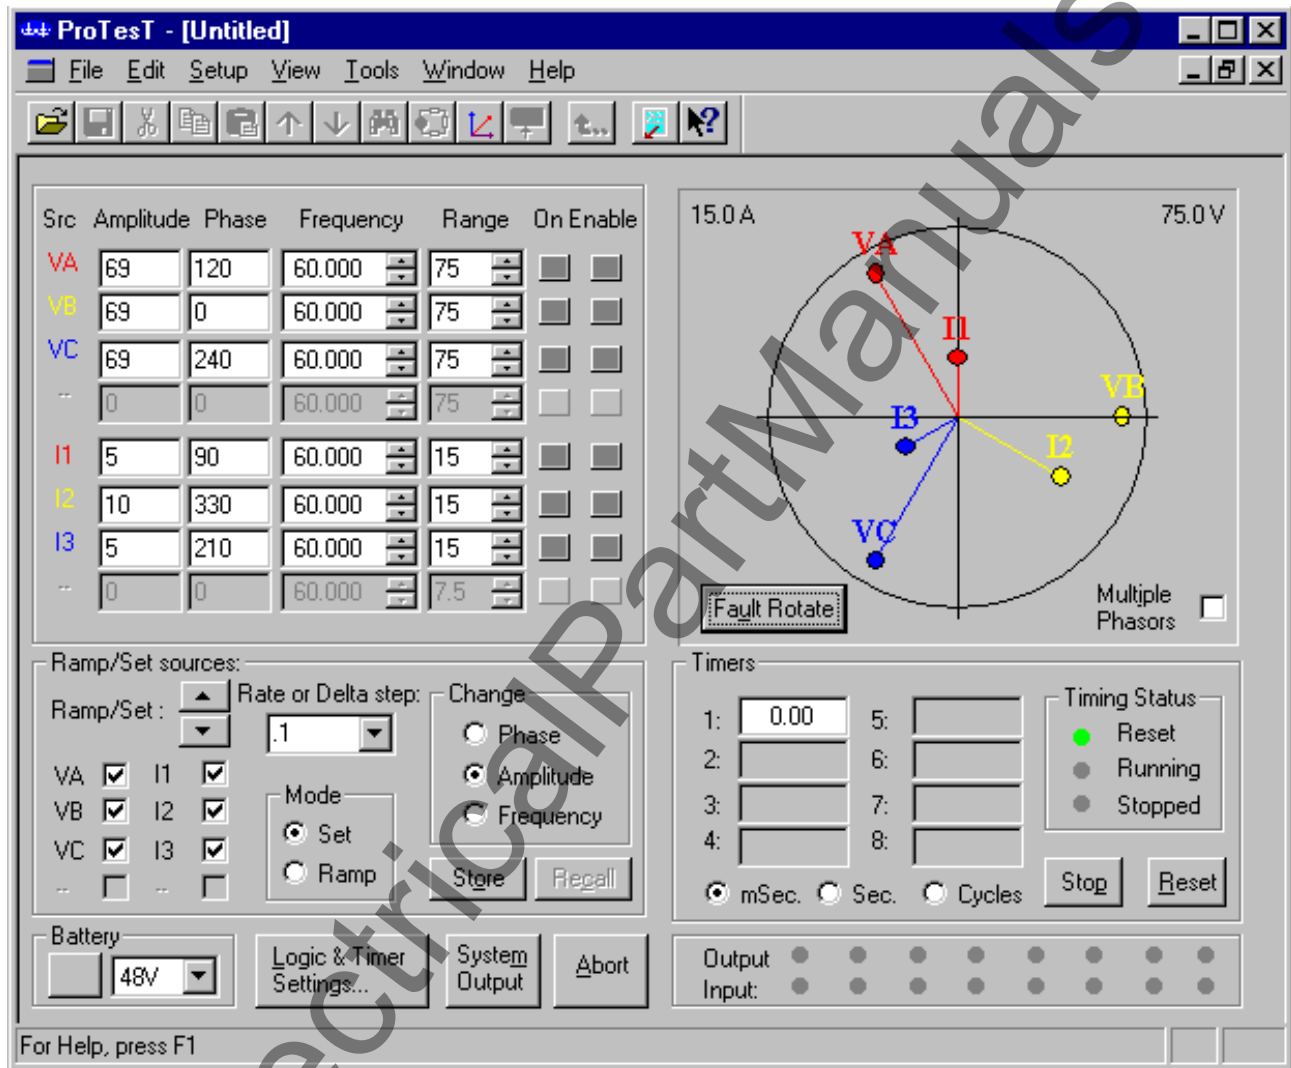 ProTesT - [Untitled]
File Edit Setup View Tools Window Help
Src Amplitude Phase Frequency Range On Enable
VA 69 120 60.000 75
VB 69 0 60.000 75
VC 69 240 60.000 75
-- 0 0 60.000 75
I1 5 90 60.000 15
I2 10 330 60.000 15
I3 5 210 60.000 15
-- 0 0 60.000 7.5
15.0 A 75.0 V
VA
I1
VB
I3
I2
VC
Fault Rotate
Multiple
Phasors
Ramp/Set sources:
Ramp/Set :
Rate or Delta step:
.1
Change
Phase
Amplitude
Frequency
VA I1
VB I2
VC I3
-- --
Mode
Set
Ramp
Store Recall
Timers
1: 0.00 5:
2: 6:
3: 7:
4: 8:
mSec. Sec. Cycles
Timing Status
Reset
Running
Stopped
Stop Reset
Battery
48V
Logic & Timer
Settings...
System
Output
Abort
Output
Input:
For Help, press F1
ElectricalPartManuals